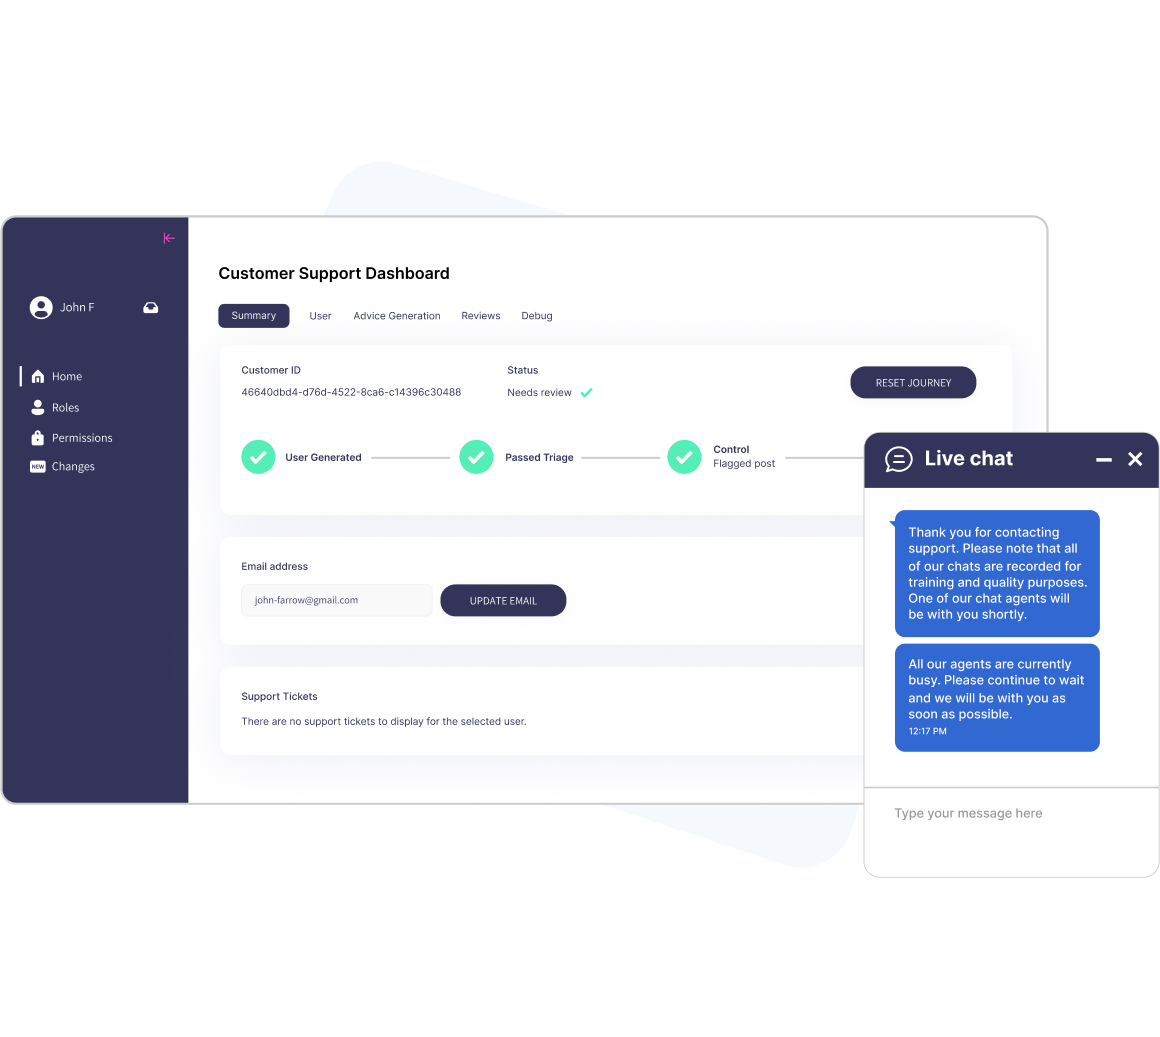 John F
Home
Roles
Permissions
NEW Changes
Customer Support Dashboard
Summary User Advice Generation Reviews Debug
Customer ID
46640dbd4-d76d-4522-8ca6-c14396c30488
Status
Needs review
RESET JOURNEY
User Generated
Passed Triage
Control
Flagged post
Email address
john-farrow@gmail.com
UPDATE EMAIL
Support Tickets
There are no support tickets to display for the selected user.
Live chat
Thank you for contacting
support. Please note that all
of our chats are recorded for
training and quality purposes.
One of our chat agents will
be with you shortly.
All our agents are currently
busy. Please continue to wait
and we will be with you as
soon as possible.
12:17 PM
Type your message here